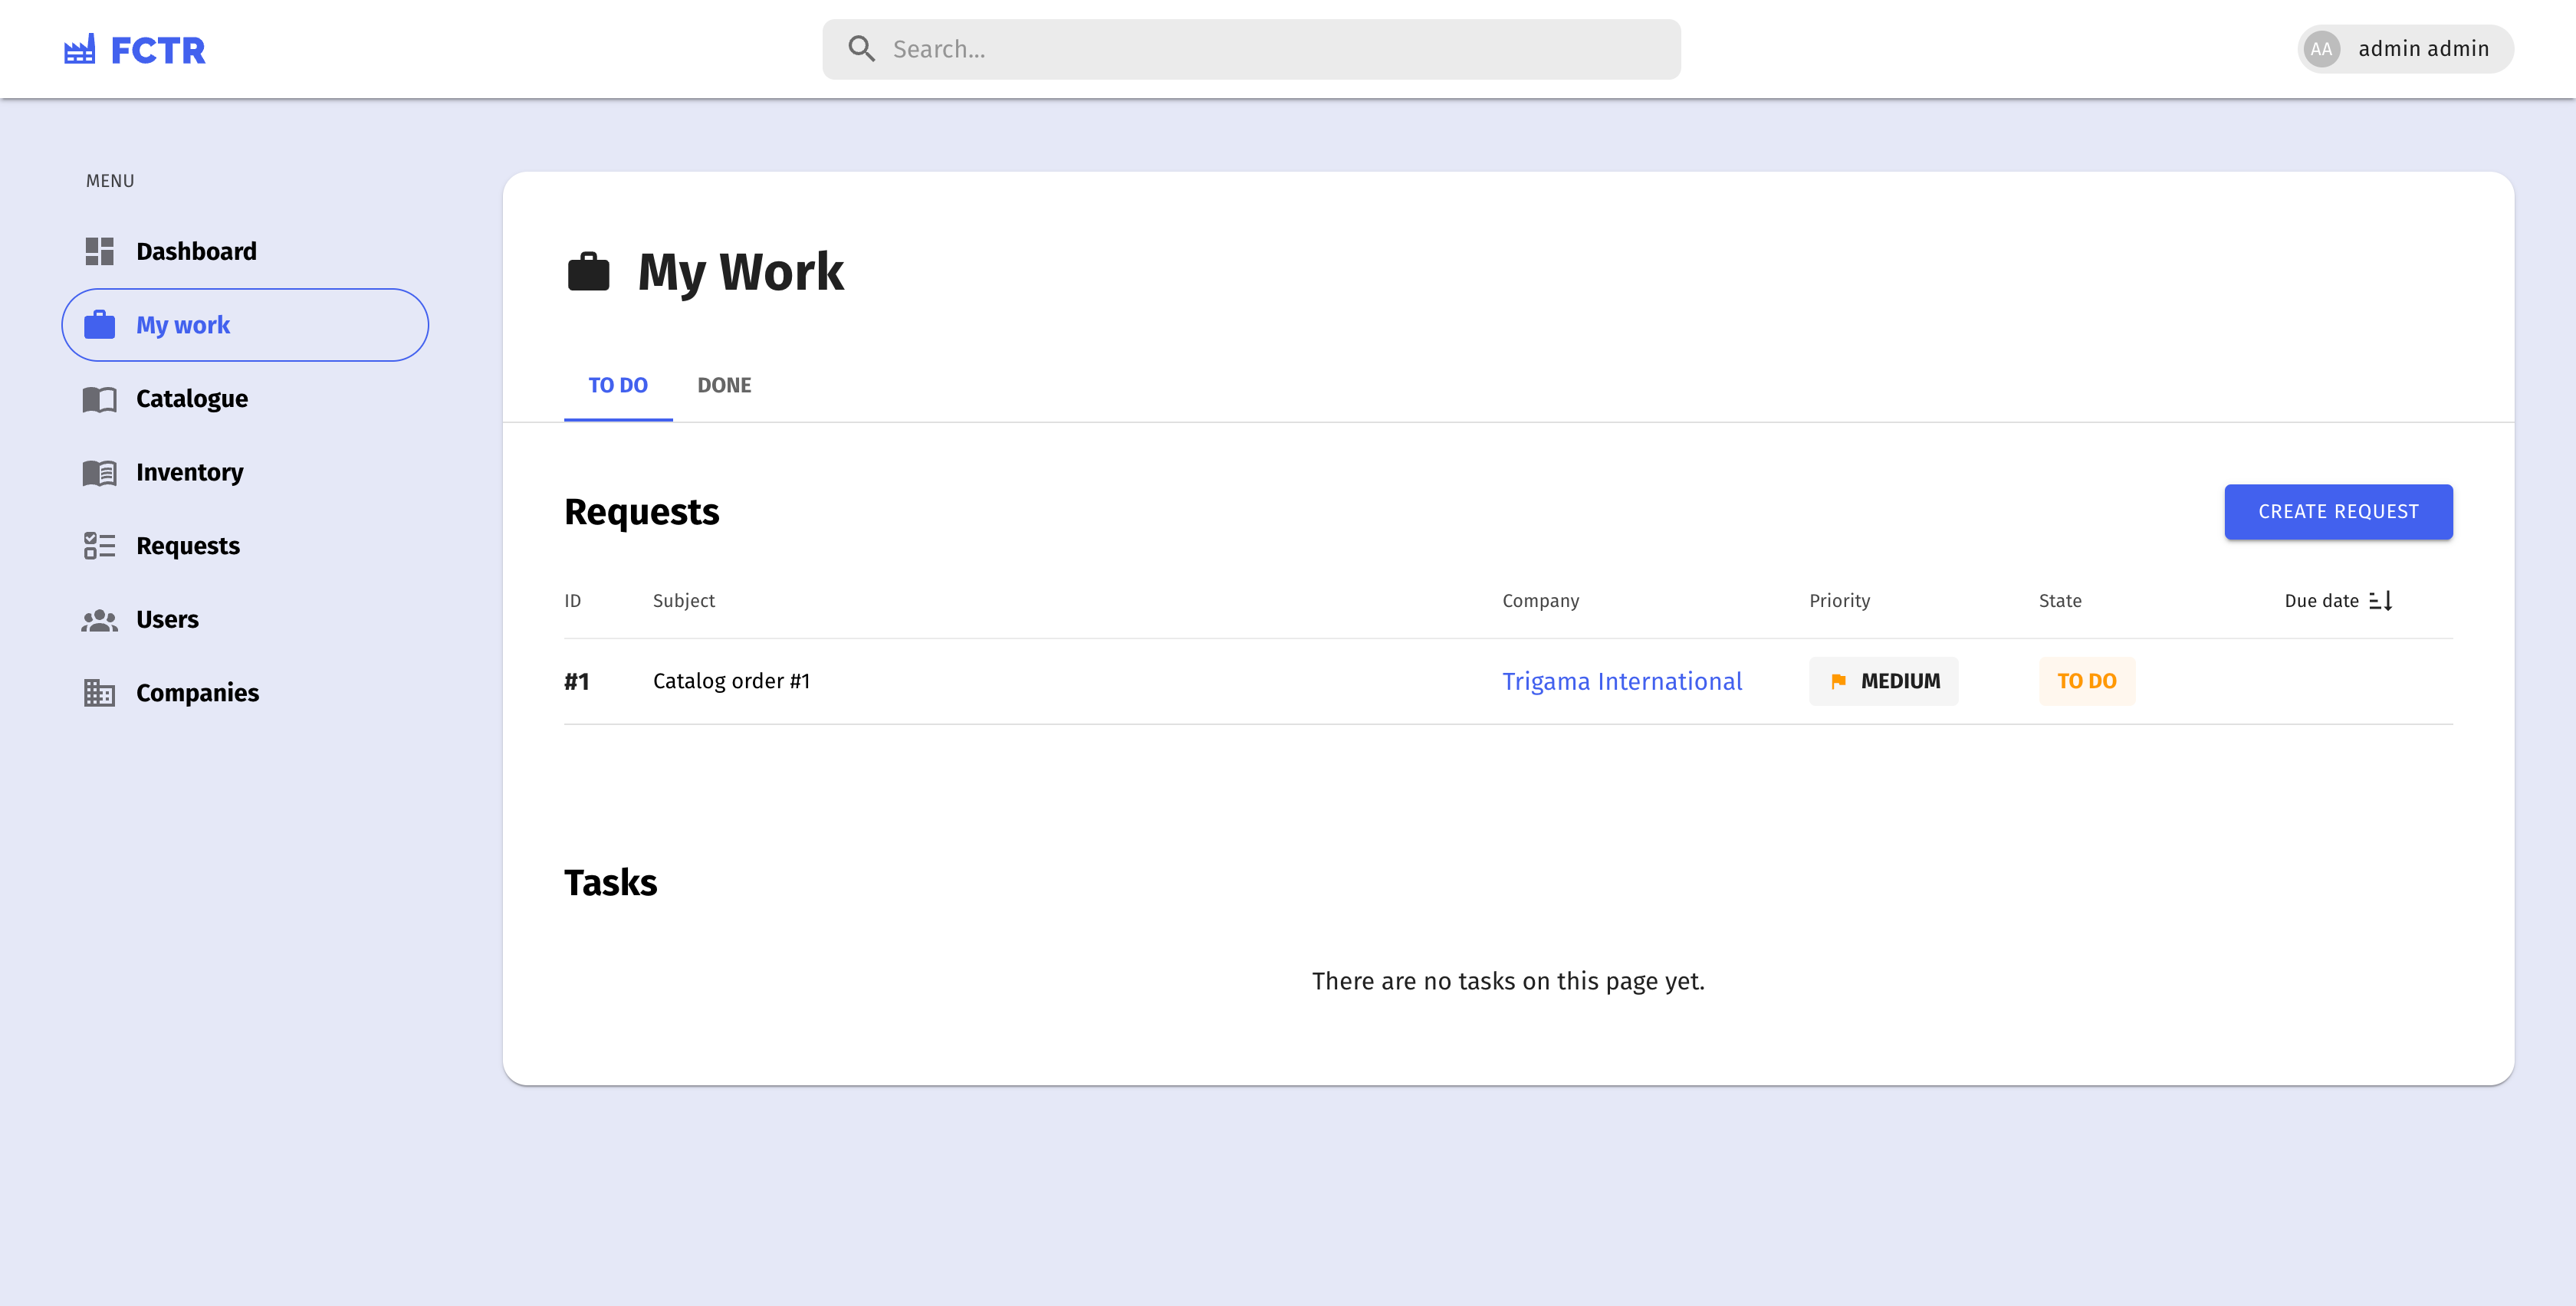 FCTR
Search...
AA admin admin
MENU
Dashboard
My work
Catalogue
Inventory
Requests
Users
Companies
My Work
TO DO DONE
Requests
CREATE REQUEST
ID Subject Company Priority State Due date
#1 Catalog order #1 Trigama International MEDIUM TO DO
Tasks
There are no tasks on this page yet.